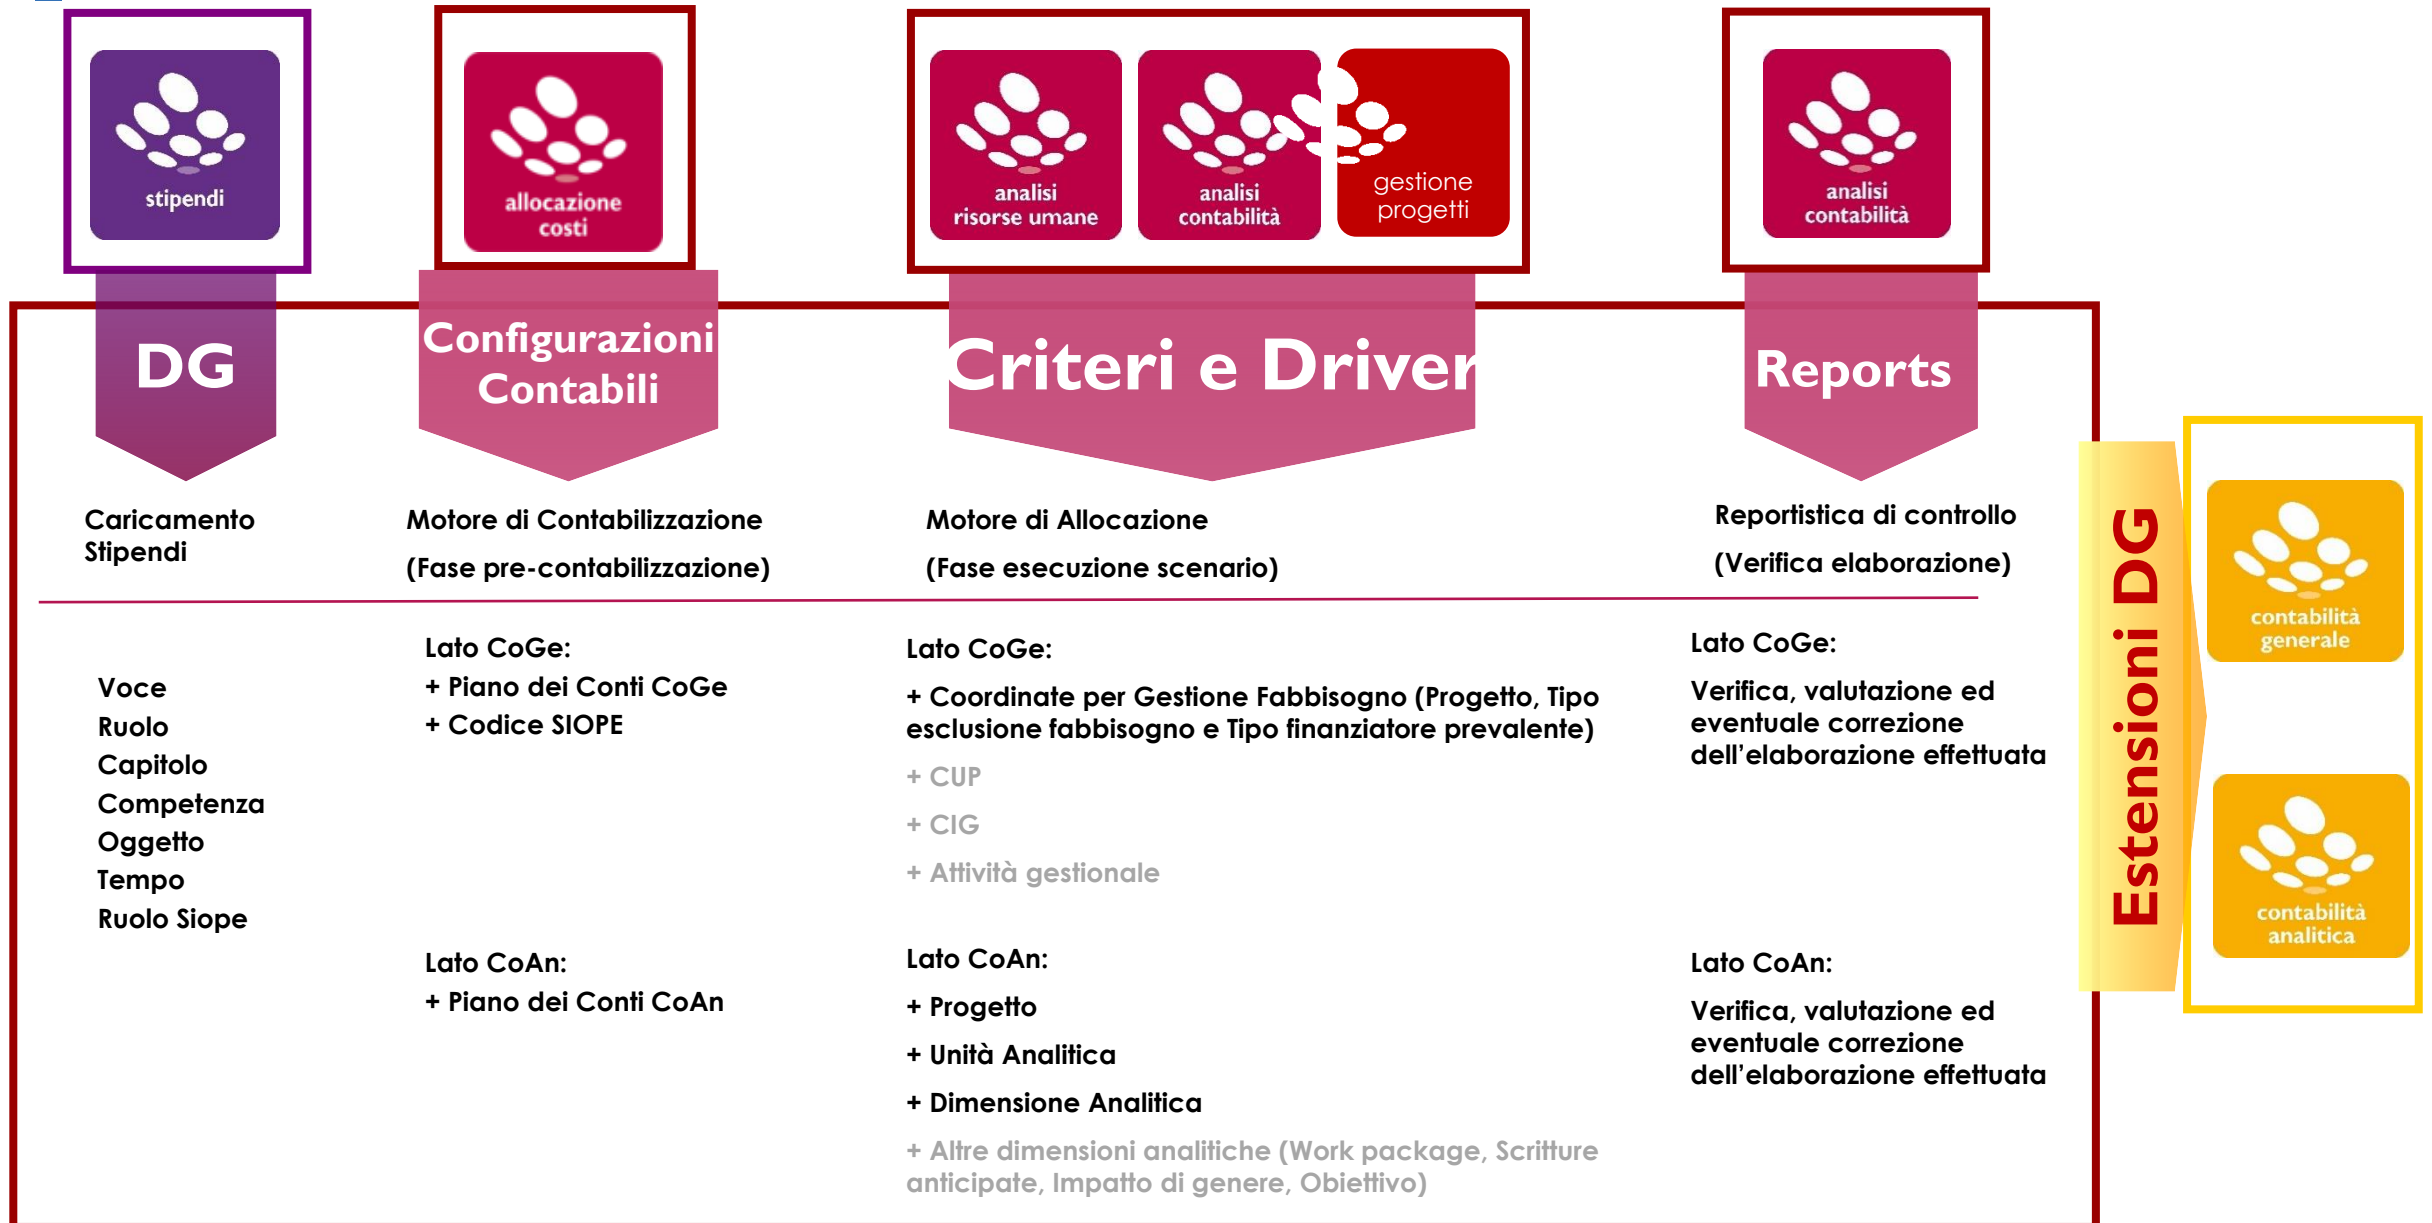 stipendi
allocazione
costi
analisi
risorse umane
analisi
contabilità
gestione
progetti
analisi
contabilità
DG
Configurazioni
Contabili
Criteri e Driver
Reports
Caricamento
Stipendi
Motore di Contabilizzazione
(Fase pre-contabilizzazione)
Motore di Allocazione
(Fase esecuzione scenario)
Reportistica di controllo
(Verifica elaborazione)
Voce
Ruolo
Capitolo
Competenza
Oggetto
Tempo
Ruolo Siope
Lato CoGe:
+ Piano dei Conti CoGe
+ Codice SIOPE
Lato CoAn:
+ Piano dei Conti CoAn
Lato CoGe:
+ Coordinate per Gestione Fabbisogno (Progetto, Tipo
esclusione fabbisogno e Tipo finanziatore prevalente)
+ CUP
+ CIG
+ Attività gestionale
Lato CoAn:
+ Progetto
+ Unità Analitica
+ Dimensione Analitica
+ Altre dimensioni analitiche (Work package, Scritture
anticipate, Impatto di genere, Obiettivo)
Lato CoGe:
Verifica, valutazione ed
eventuale correzione
dell’elaborazione effettuata
Lato CoAn:
Verifica, valutazione ed
eventuale correzione
dell’elaborazione effettuata
Estensioni DG
contabilità
generale
contabilità
analitica